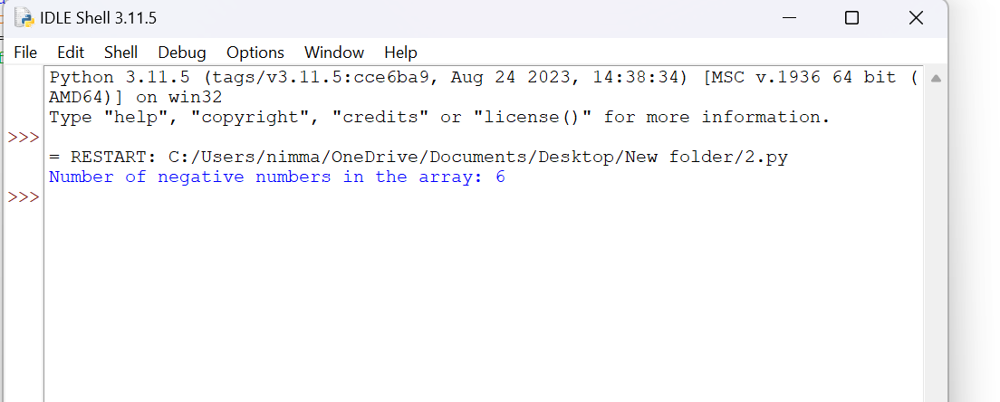 IDLE Shell 3.11.5
File Edit Shell Debug Options Window Help
Python 3.11.5 (tags/v3.11.5:cce6ba9, Aug 24 2023, 14:38:34) [MSC v.1936 64 bit (
AMD64)] on win32
Type "help", "copyright", "credits" or "license()" for more information.
>>>
= RESTART: C:/Users/nimma/OneDrive/Documents/Desktop/New folder/2.py
Number of negative numbers in the array: 6
>>>